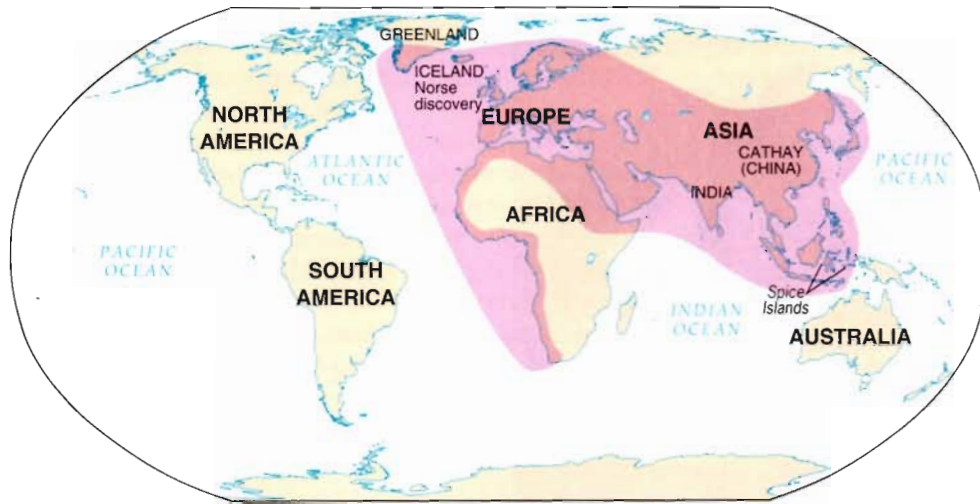 GREENLAND
ICELAND
Norse
discovery
NORTH
AMERICA
EUROPE
ASIA
ATLANTIC
OCEAN
CATHAY
(CHINA)
PACIFIC
OCEAN
INDIA
AFRICA
PACIFIC
OCEAN
SOUTH
AMERICA
Spice
Islands
INDIAN
OCEAN
AUSTRALIA